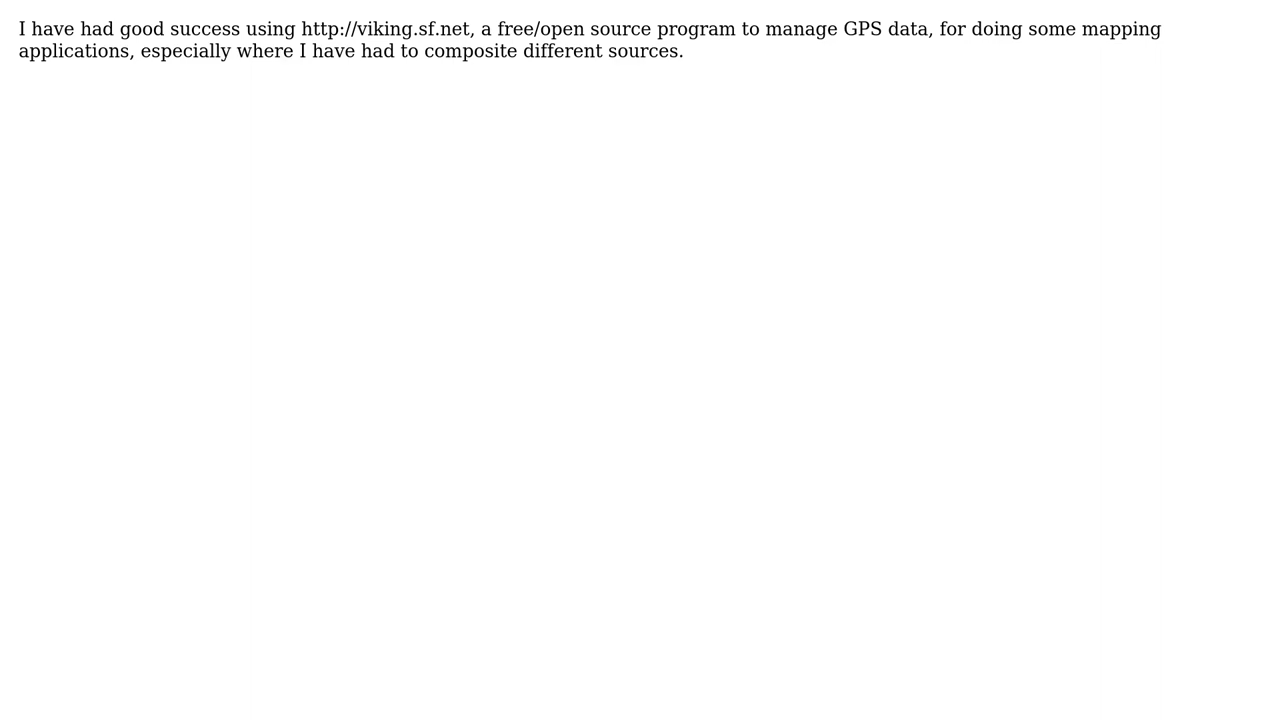 I have had good success using http://viking.sf.net, a free/open source program to manage GPS data, for doing some mapping
applications, especially where I have had to composite different sources.